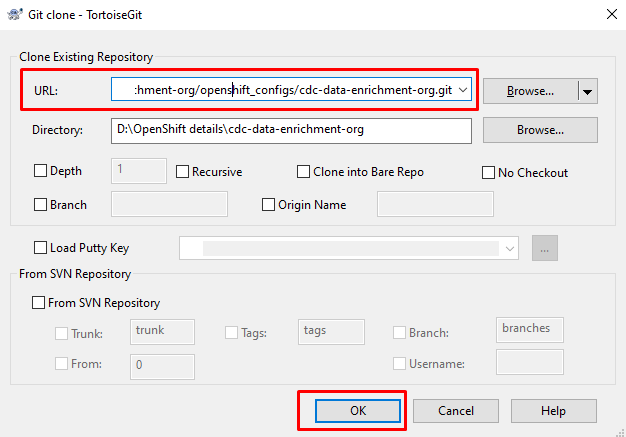 Git clone - TortoiseGit
Clone Existing Repository
URL: :hment-org/openshift_configs/cdc-data-enrichment-org.git Browse...
Directory: D:\OpenShift details\cdc-data-enrichment-org Browse...
Depth 1 Recursive Clone into Bare Repo No Checkout
Branch Origin Name
Load Putty Key ...
From SVN Repository
From SVN Repository
Trunk: trunk Tags: tags Branch: branches
From: 0 Username:
OK Cancel Help